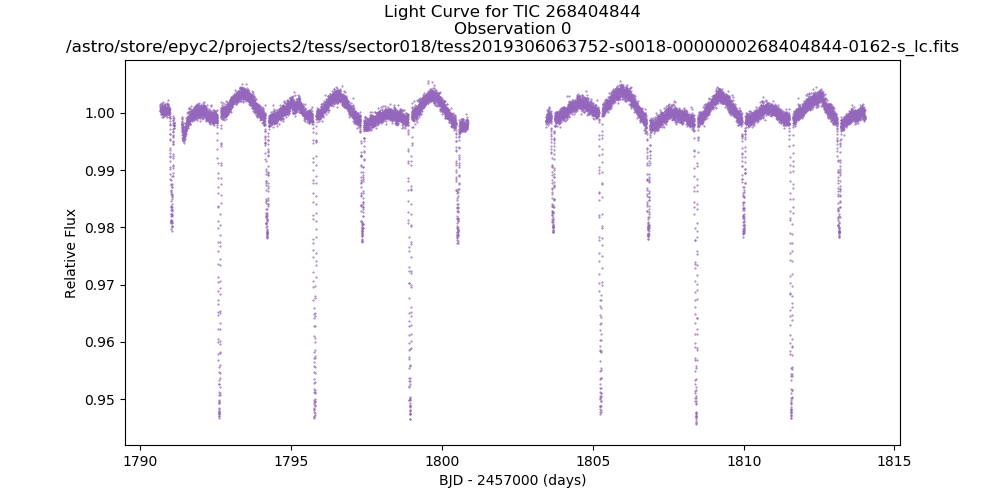 Light Curve for TIC 268404844
Observation 0
/astro/store/epyc2/projects2/tess/sector018/tess2019306063752-s0018-0000000268404844-0162-s_lc.fits
1.00
0.99
0.98
0.97
0.96
0.95
Relative Flux
1790
1795
1800
1805
1810
1815
BJD - 2457000 (days)